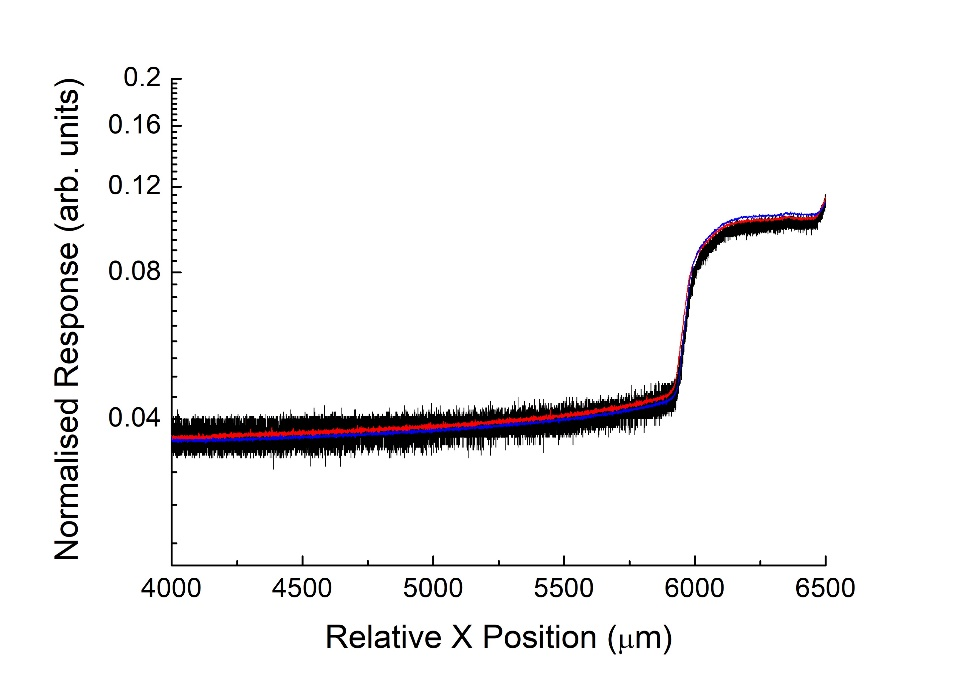 Normalised Response (arb. units)
0.2
0.16
0.12
0.08
0.04
4000 4500 5000 5500 6000 6500
Relative X Position (μm)